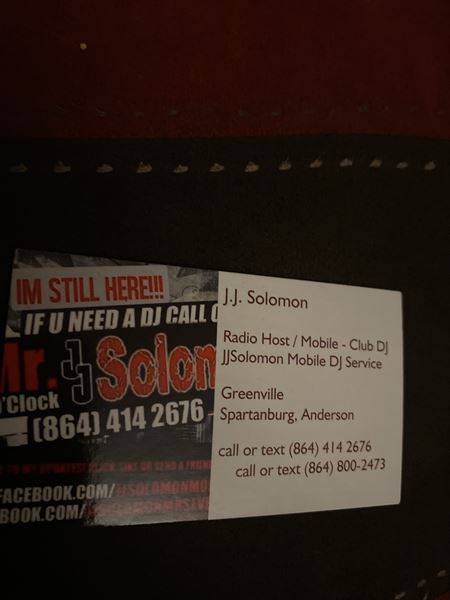 IM STILL HERE!!!
IF U NEED A DJ CALL
Mr. JJ Solom
O'Clock
(864) 414 2676
FACEBOOK.COM/
BOOK.COM/
J.J. Solomon
Radio Host / Mobile - Club DJ
JJSolomon Mobile DJ Service
Greenville
Spartanburg, Anderson
call or text (864) 414 2676
call or text (864) 800-2473